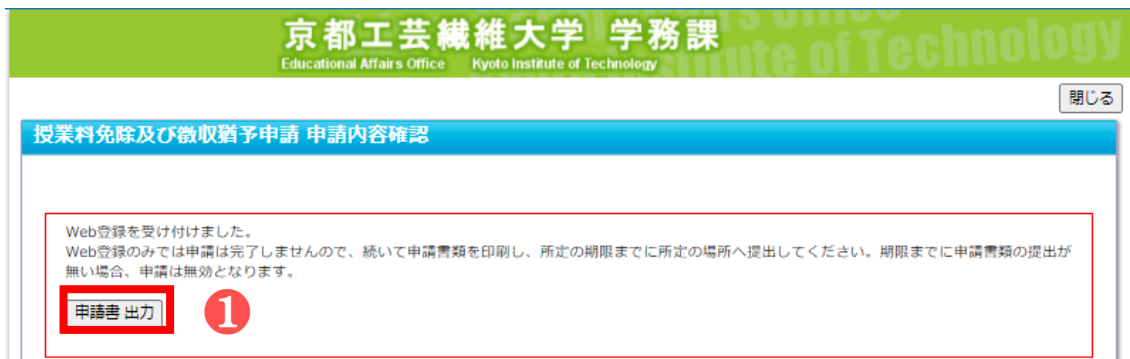 京都工芸繊維大学 学務課
Educational Affairs Office Kyoto Institute of Technology
閉じる
授業料免除及び徴収猶予申請 申請内容確認
Web登録を受け付けました。
Web登録のみでは申請は完了しませんので、続いて申請書類を印刷し、所定の期限までに所定の場所へ提出してください。期限までに申請書類の提出が
無い場合、申請は無効となります。
申請書 出力
1